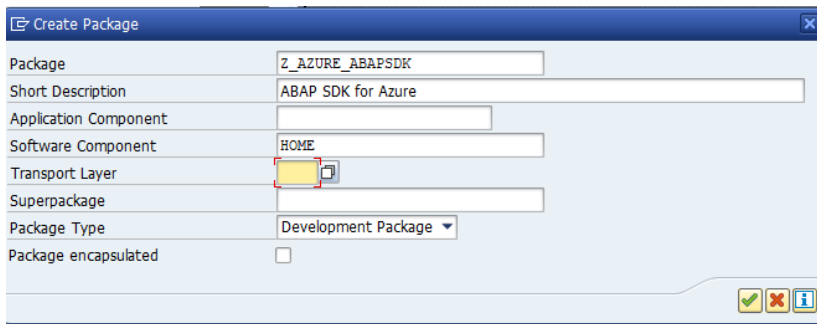 Create Package
Package Z_AZURE_ABAPSDK
Short Description ABAP SDK for Azure
Application Component
Software Component HOME
Transport Layer
Superpackage
Package Type Development Package
Package encapsulated